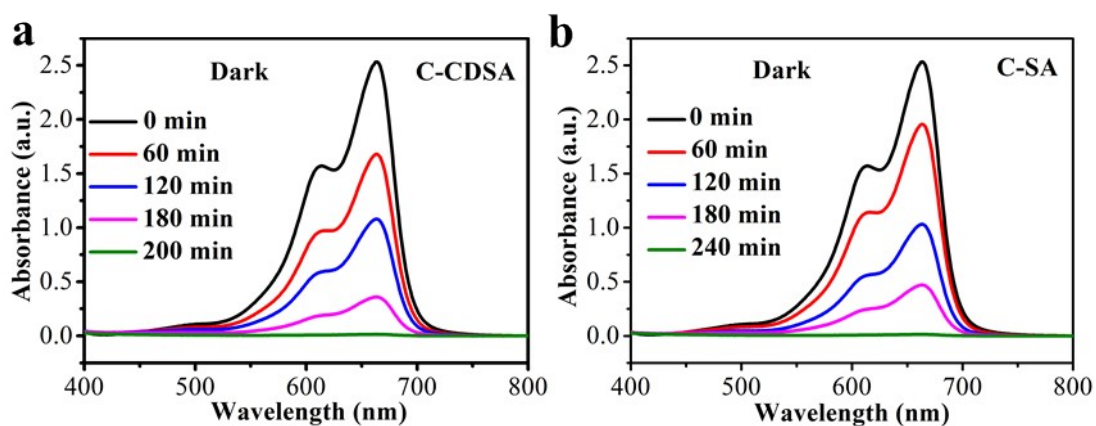 a
Dark
C-CDSA
0 min
60 min
120 min
180 min
200 min
Absorbance (a.u.)
2.5
2.0
1.5
1.0
0.5
0.0
400
500
600
700
800
Wavelength (nm)
b
Dark
C-SA
0 min
60 min
120 min
180 min
240 min
Absorbance (a.u.)
2.5
2.0
1.5
1.0
0.5
0.0
400
500
600
700
800
Wavelength (nm)